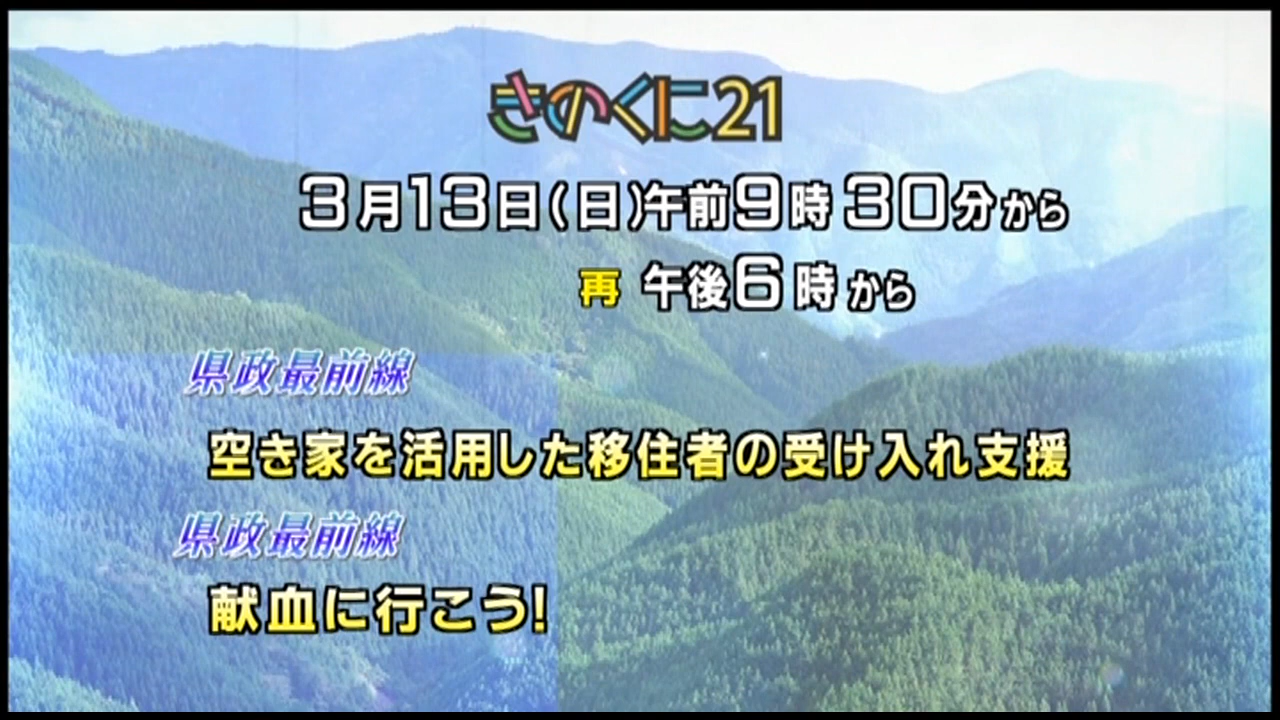 きのくに21
3月13日(日)午前9時30分から
再 午後6時から
県政最前線
空き家を活用した移住者の受け入れ支援
県政最前線
献血に行こう!